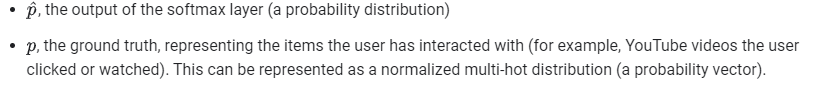 • p̂, the output of the softmax layer (a probability distribution)
• p, the ground truth, representing the items the user has interacted with (for example, YouTube videos the user
clicked or watched). This can be represented as a normalized multi-hot distribution (a probability vector).